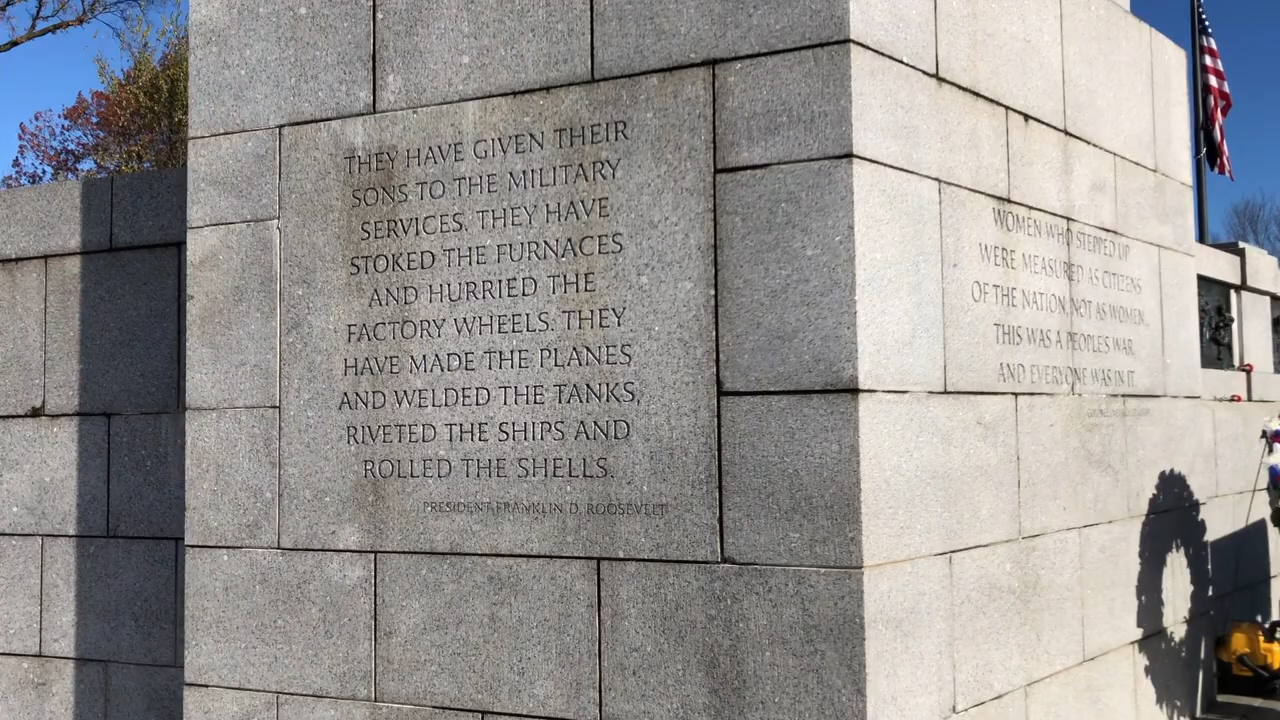 THEY HAVE GIVEN THEIR
SONS TO THE MILITARY
SERVICES. THEY HAVE
STOKED THE FURNACES
AND HURRIED THE
FACTORY WHEELS. THEY
HAVE MADE THE PLANES
AND WELDED THE TANKS,
RIVETED THE SHIPS AND
ROLLED THE SHELLS.
PRESIDENT FRANKLIN D. ROOSEVELT
WOMEN WHO STEPPED UP
WERE MEASURED AS CITIZENS
OF THE NATION, NOT AS WOMEN...
THIS WAS A PEOPLE'S WAR,
AND EVERYONE WAS IN IT.